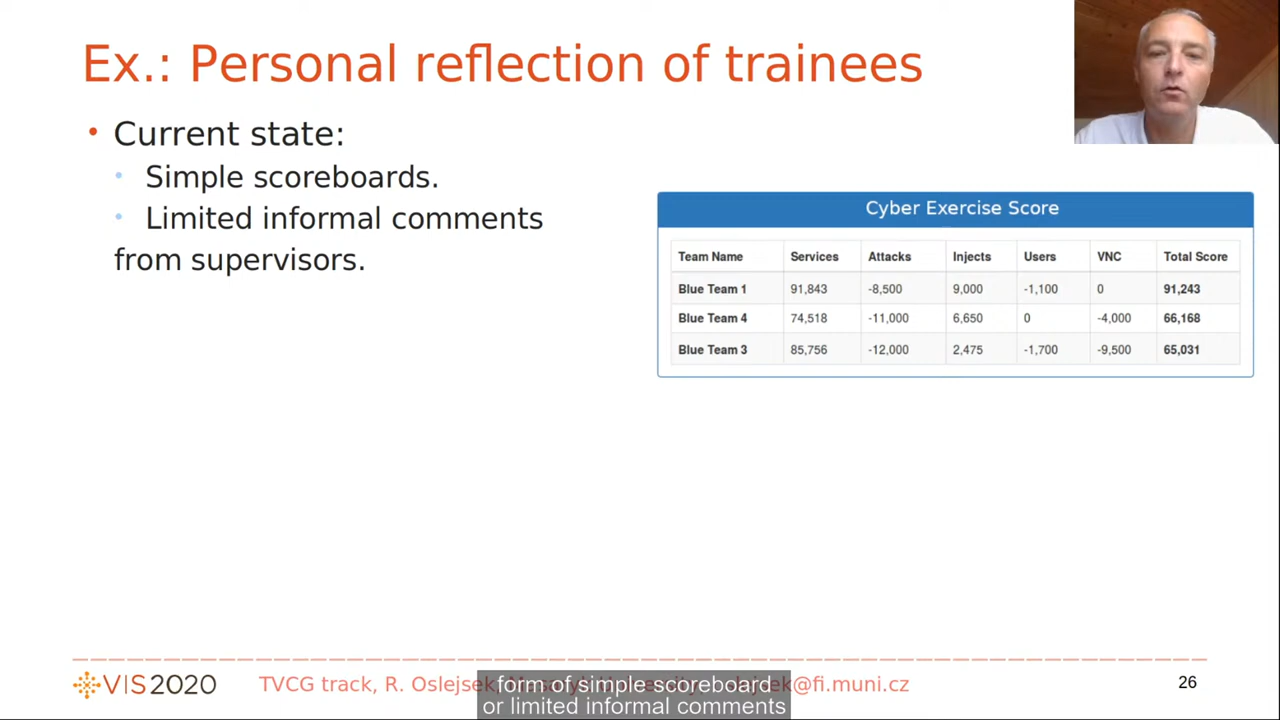 Ex.: Personal reflection of trainees
• Current state:
• Simple scoreboards.
• Limited informal comments
from supervisors.
Cyber Exercise Score
Team Name Services Attacks Injects Users VNC Total Score
Blue Team 1 91,843 -8,500 9,000 -1,100 0 91,243
Blue Team 4 74,518 -11,000 6,650 0 -4,000 66,168
Blue Team 3 85,756 -12,000 2,475 -1,700 -9,500 65,031
VIS2020
TVCG track, R. Oslejsek, @fi.muni.cz
26
form of simple scoreboard
or limited informal comments